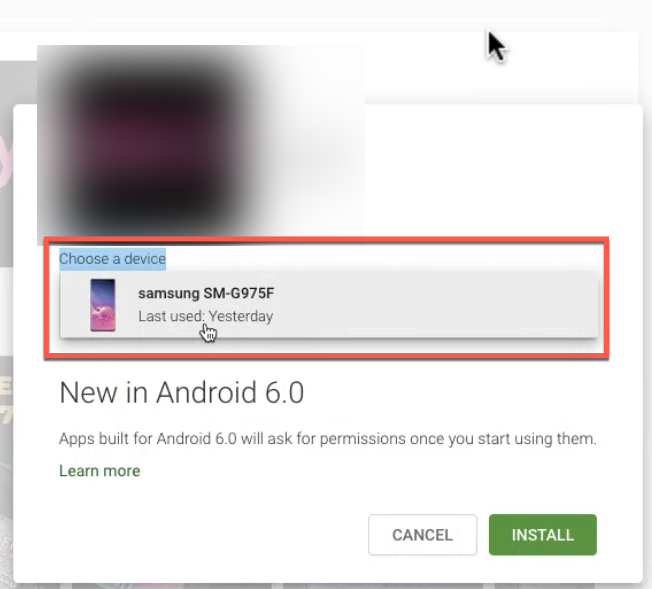 Choose a device
samsung SM-G975F
Last used: Yesterday
New in Android 6.0
Apps built for Android 6.0 will ask for permissions once you start using them.
Learn more
CANCEL
INSTALL